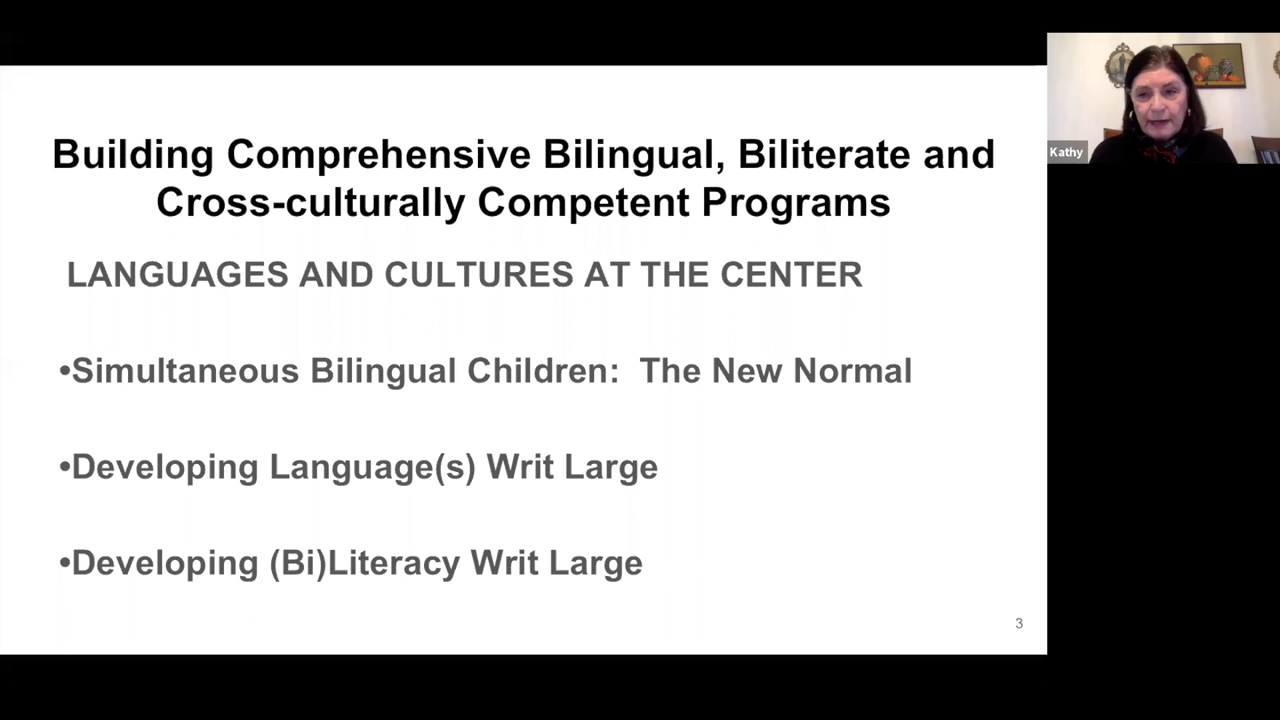 Building Comprehensive Bilingual, Biliterate and
Cross-culturally Competent Programs
LANGUAGES AND CULTURES AT THE CENTER
•Simultaneous Bilingual Children:  The New Normal
•Developing Language(s) Writ Large
•Developing (Bi)Literacy Writ Large
3
Kathy